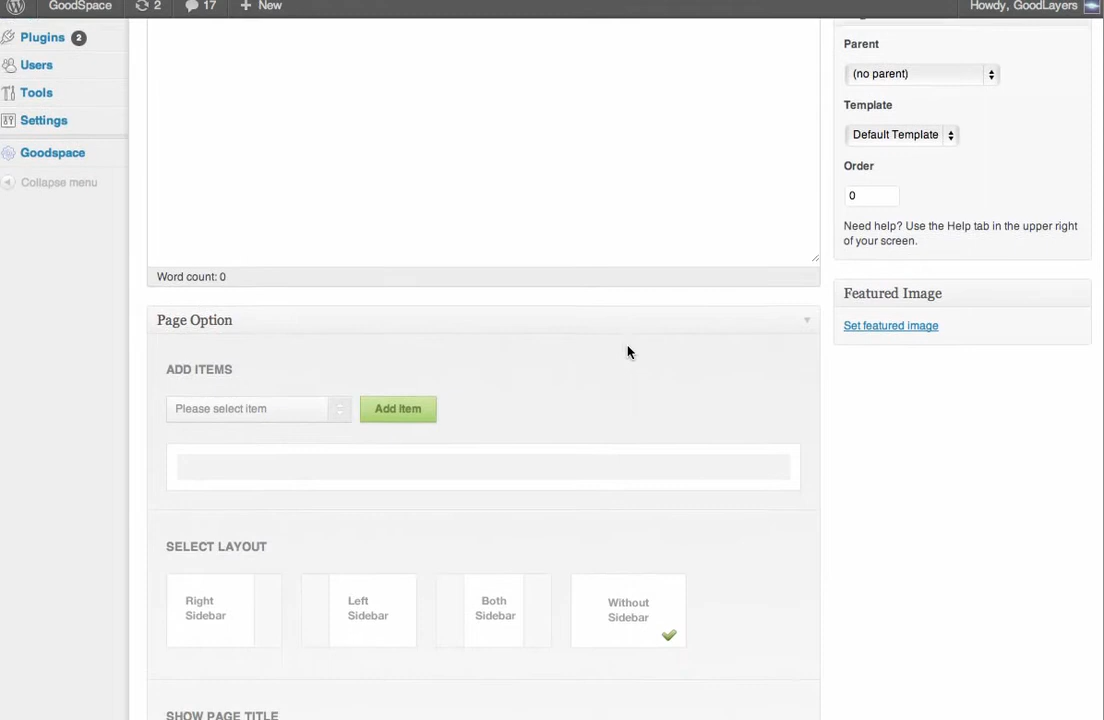 GoodSpace 2 17 + New Howdy, GoodLayers
Plugins 2
Users
Tools
Settings
Goodspace
Collapse menu
Word count: 0
Page Option
ADD ITEMS
Please select item Add Item
SELECT LAYOUT
Right Sidebar
Left Sidebar
Both Sidebar
Without Sidebar
SHOW PAGE TITLE
Parent
(no parent)
Template
Default Template
Order
0
Need help? Use the Help tab in the upper right
of your screen.
Featured Image
Set featured image